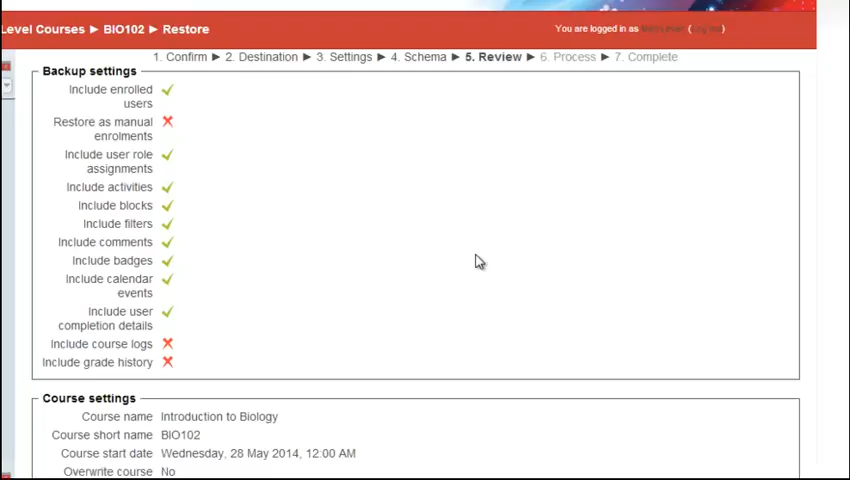 Level Courses ► BIO102 ► Restore
You are logged in as
1. Confirm ► 2. Destination ► 3. Settings ► 4. Schema ► 5. Review ► 6. Process ► 7. Complete
Backup settings
Include enrolled
users
Restore as manual
enrolments
Include user role
assignments
Include activities
Include blocks
Include filters
Include comments
Include badges
Include calendar
events
Include user
completion details
Include course logs
Include grade history
Course settings
Course name Introduction to Biology
Course short name BIO102
Course start date Wednesday, 28 May 2014, 12:00 AM
Overwrite course No